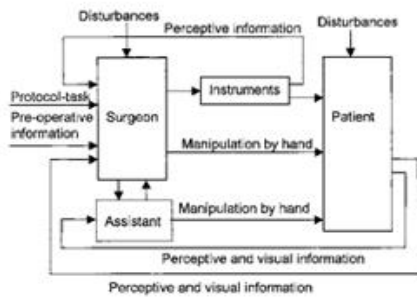 Disturbances
Disturbances
Perceptive information
Instruments
Protocol-task
Surgeon
Patient
Pre-operative
information
Manipulation by hand
Manipulation by hand
Assistant
Perceptive and visual information
Perceptive and visual information